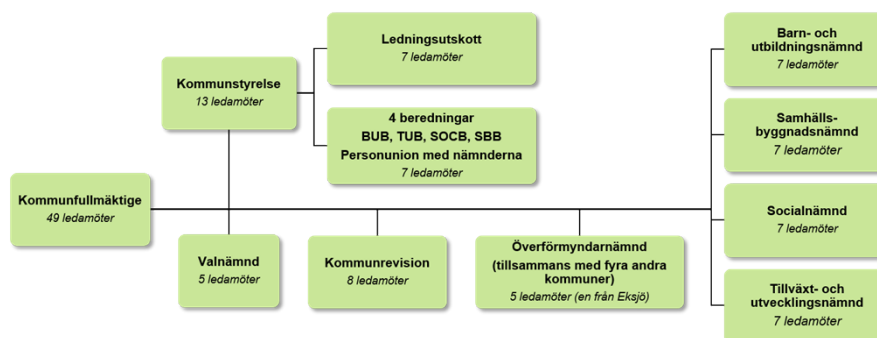 Ledningsutskott
7 ledamöter
Kommunstyrelse
13 ledamöter
4 beredningar
BUB, TUB, SOCB, SBB
Personunion med nämnderna
7 ledamöter
Kommunfullmäktige
49 ledamöter
Valnämnd
5 ledamöter
Kommunrevision
8 ledamöter
Överförmyndarnämnd
(tillsammans med fyra andra
kommuner)
5 ledamöter (en från Eksjö)
Barn- och
utbildningsnämnd
7 ledamöter
Samhälls-
byggnadsnämnd
7 ledamöter
Socialnämnd
7 ledamöter
Tillväxt- och
utvecklingsnämnd
7 ledamöter